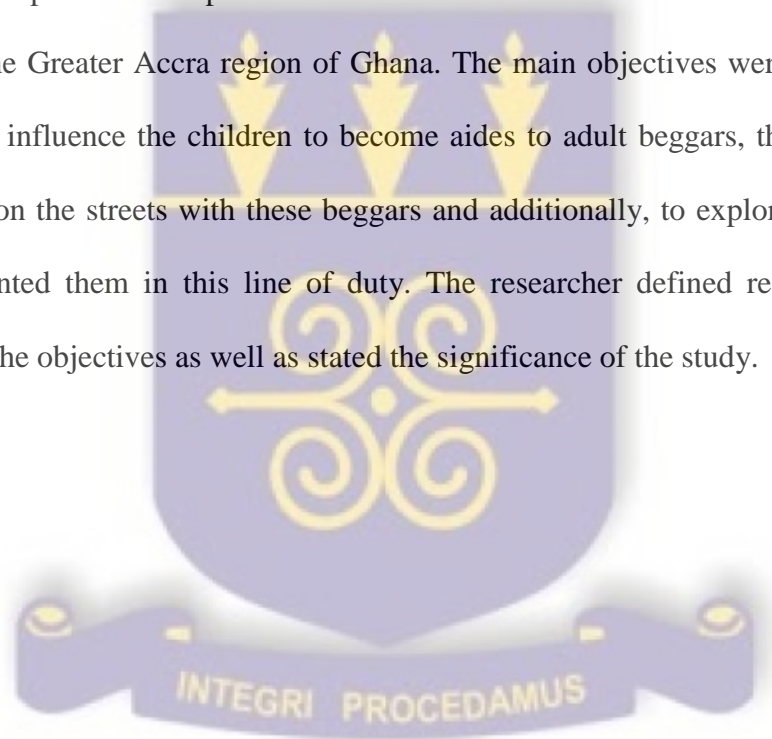 he Greater Accra region of Ghana. The main objectives wer
influence the children to become aides to adult beggars, th
on the streets with these beggars and additionally, to explor
nted them in this line of duty. The researcher defined re
he objectives as well as stated the significance of the study.
INTEGRI PROCEDAMUS